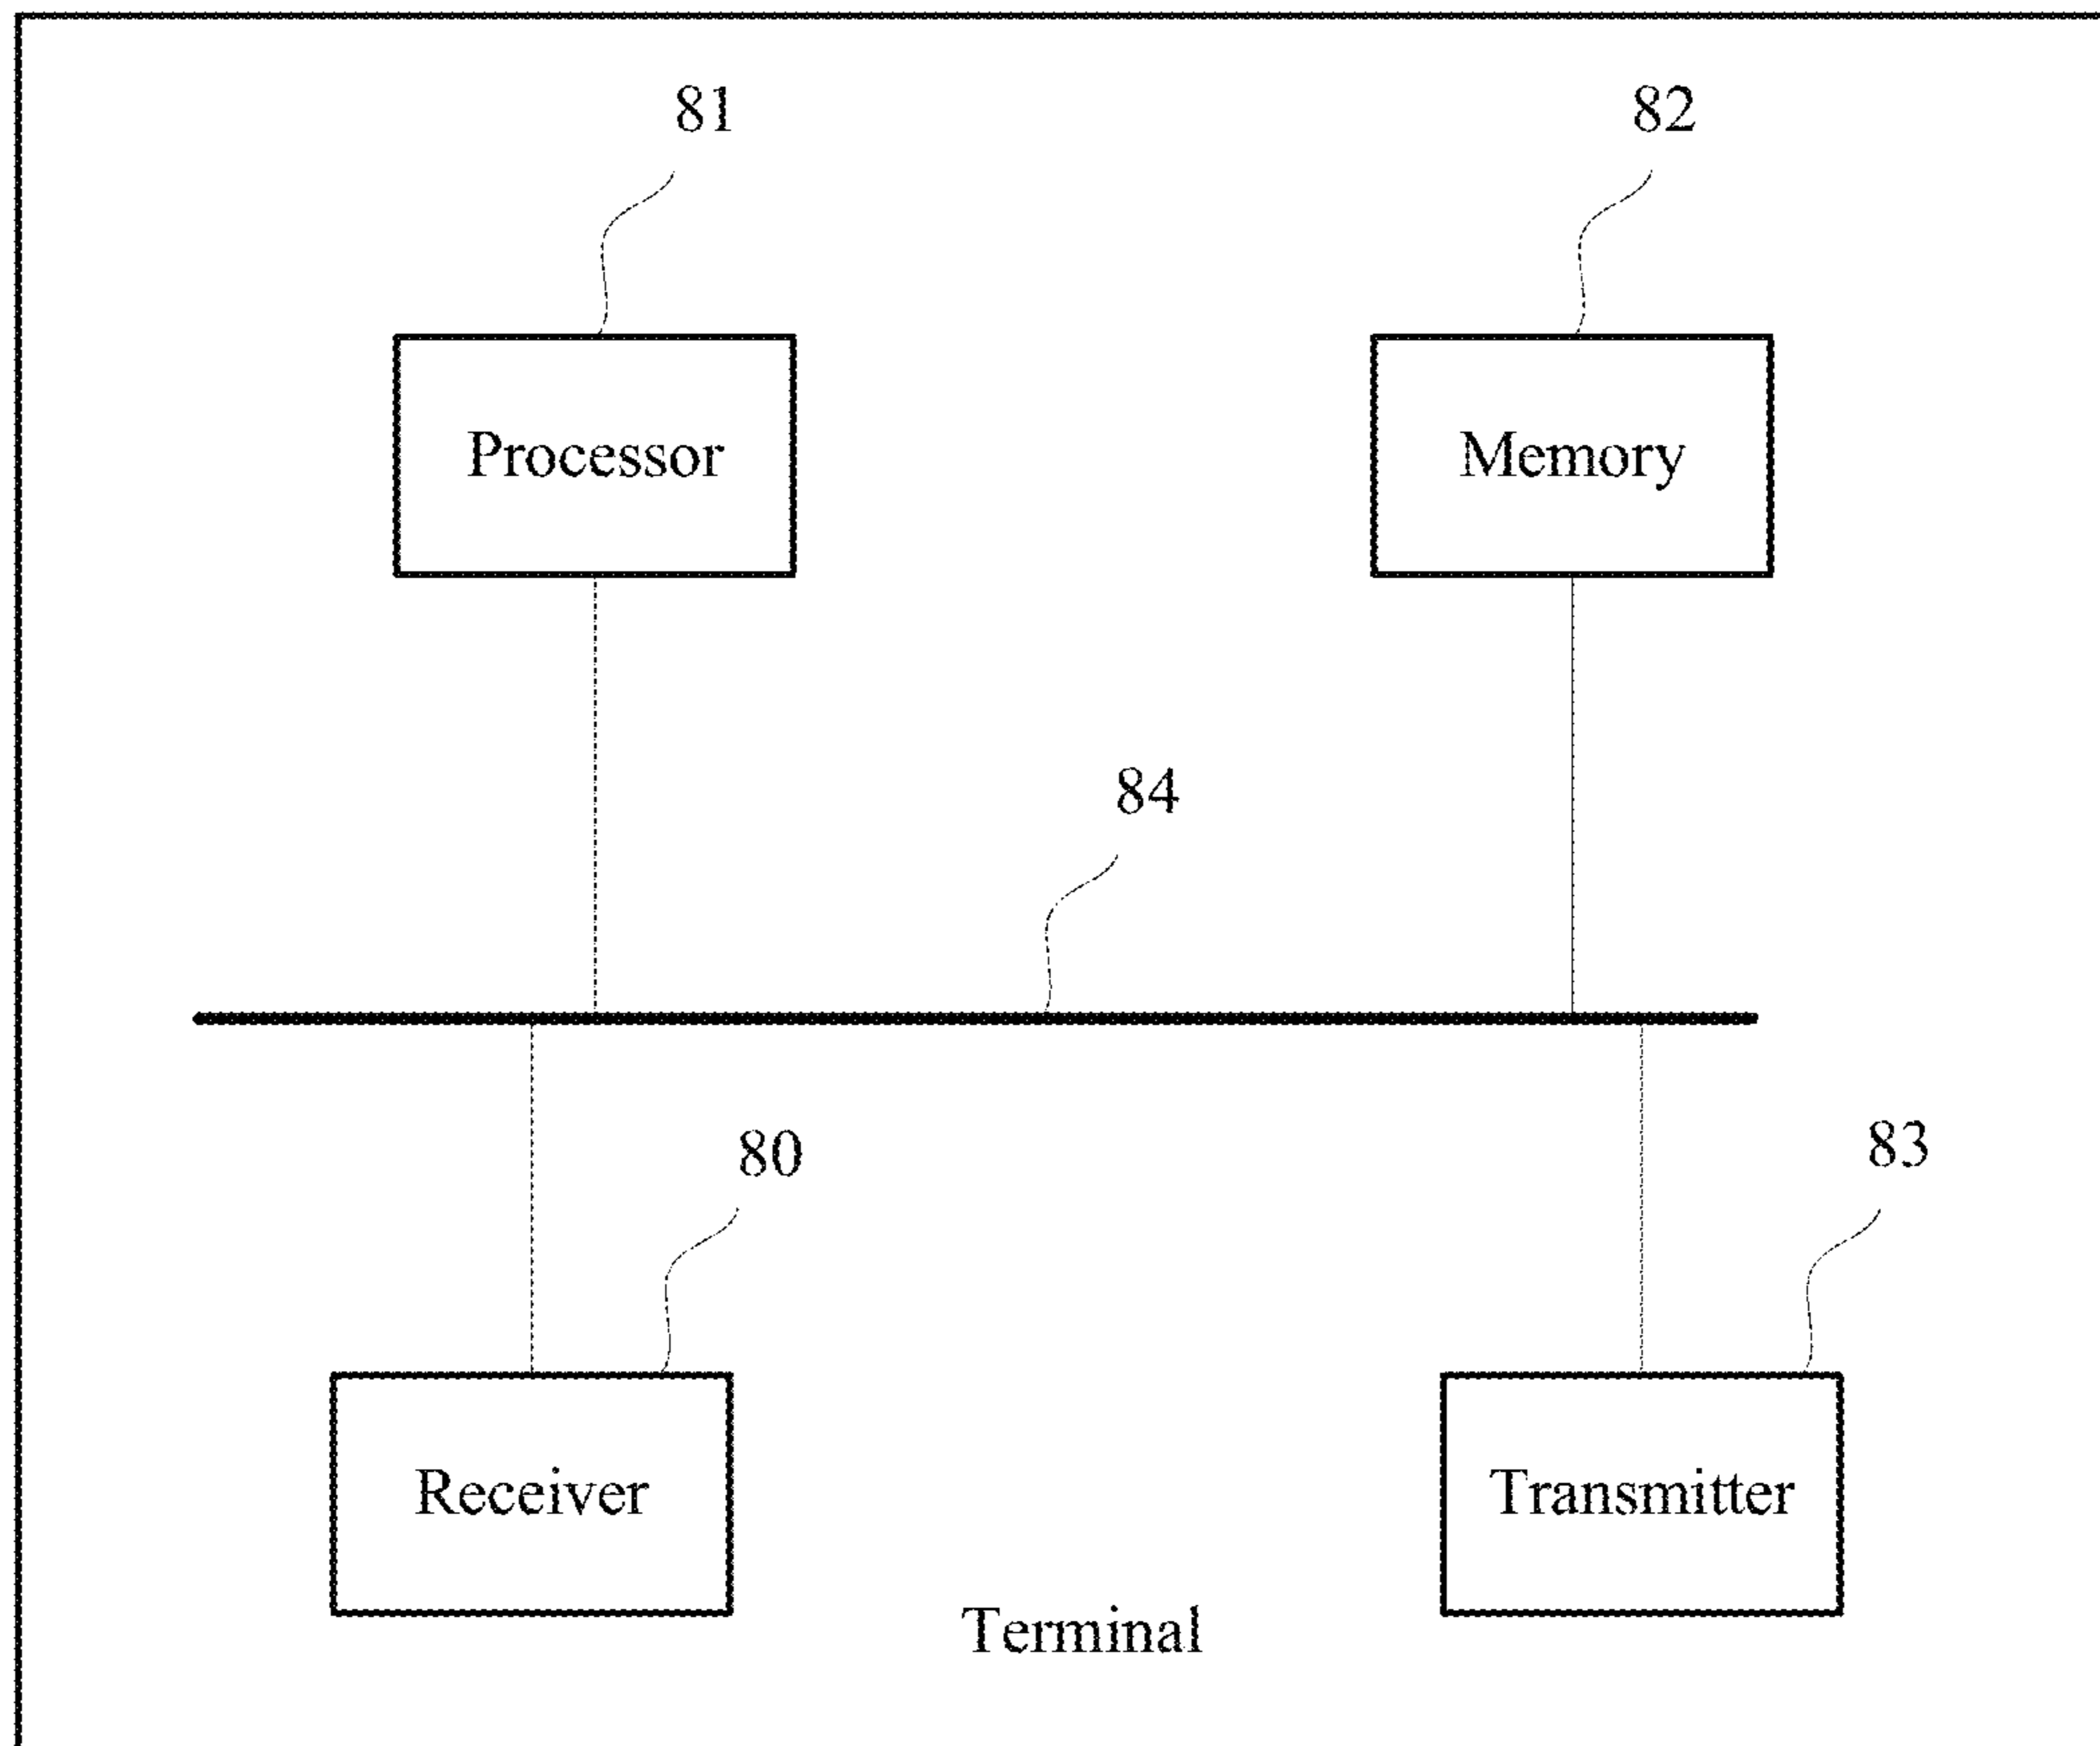 81
82
Processor
Memory
84
80
83
Receiver
Transmitter
Terminal